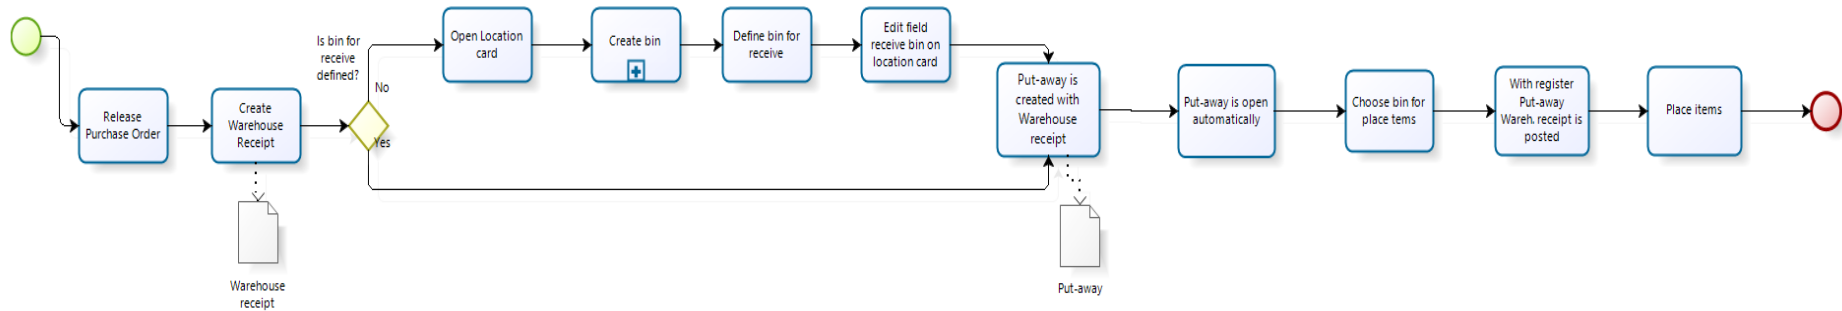 Release
Purchase Order
Create
Warehouse
Receipt
Warehouse
receipt
Is bin for
receive
defined?
No
Yes
Open Location
card
Create bin
Define bin for
receive
Edit field
receive bin on
location card
Put-away is
created with
Warehouse
receipt
Put-away
Put-away is open
automatically
Choose bin for
place tems
With register
Put-away
Wareh. receipt is
posted
Place items